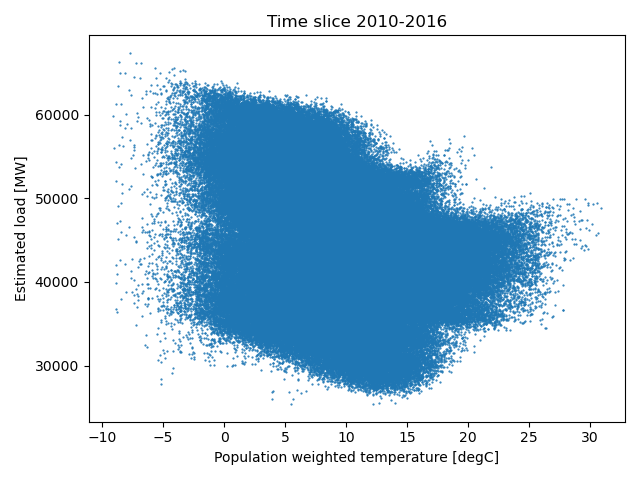 Time slice 2010-2016
Estimated load [MW]
60000
50000
40000
30000
−10 −5 0 5 10 15 20 25 30
Population weighted temperature [degC]